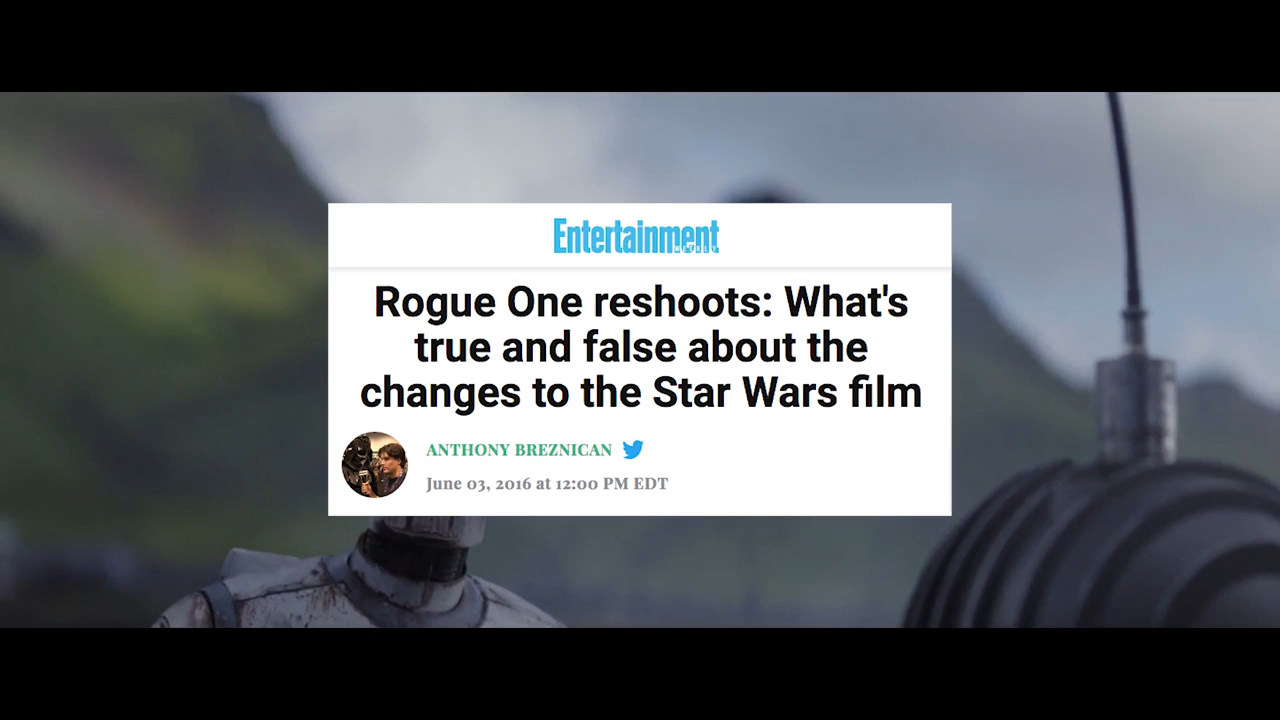 Entertainment
WEEKLY
Rogue One reshoots: What's
true and false about the
changes to the Star Wars film
ANTHONY BREZNICAN
June 03, 2016 at 12:00 PM EDT